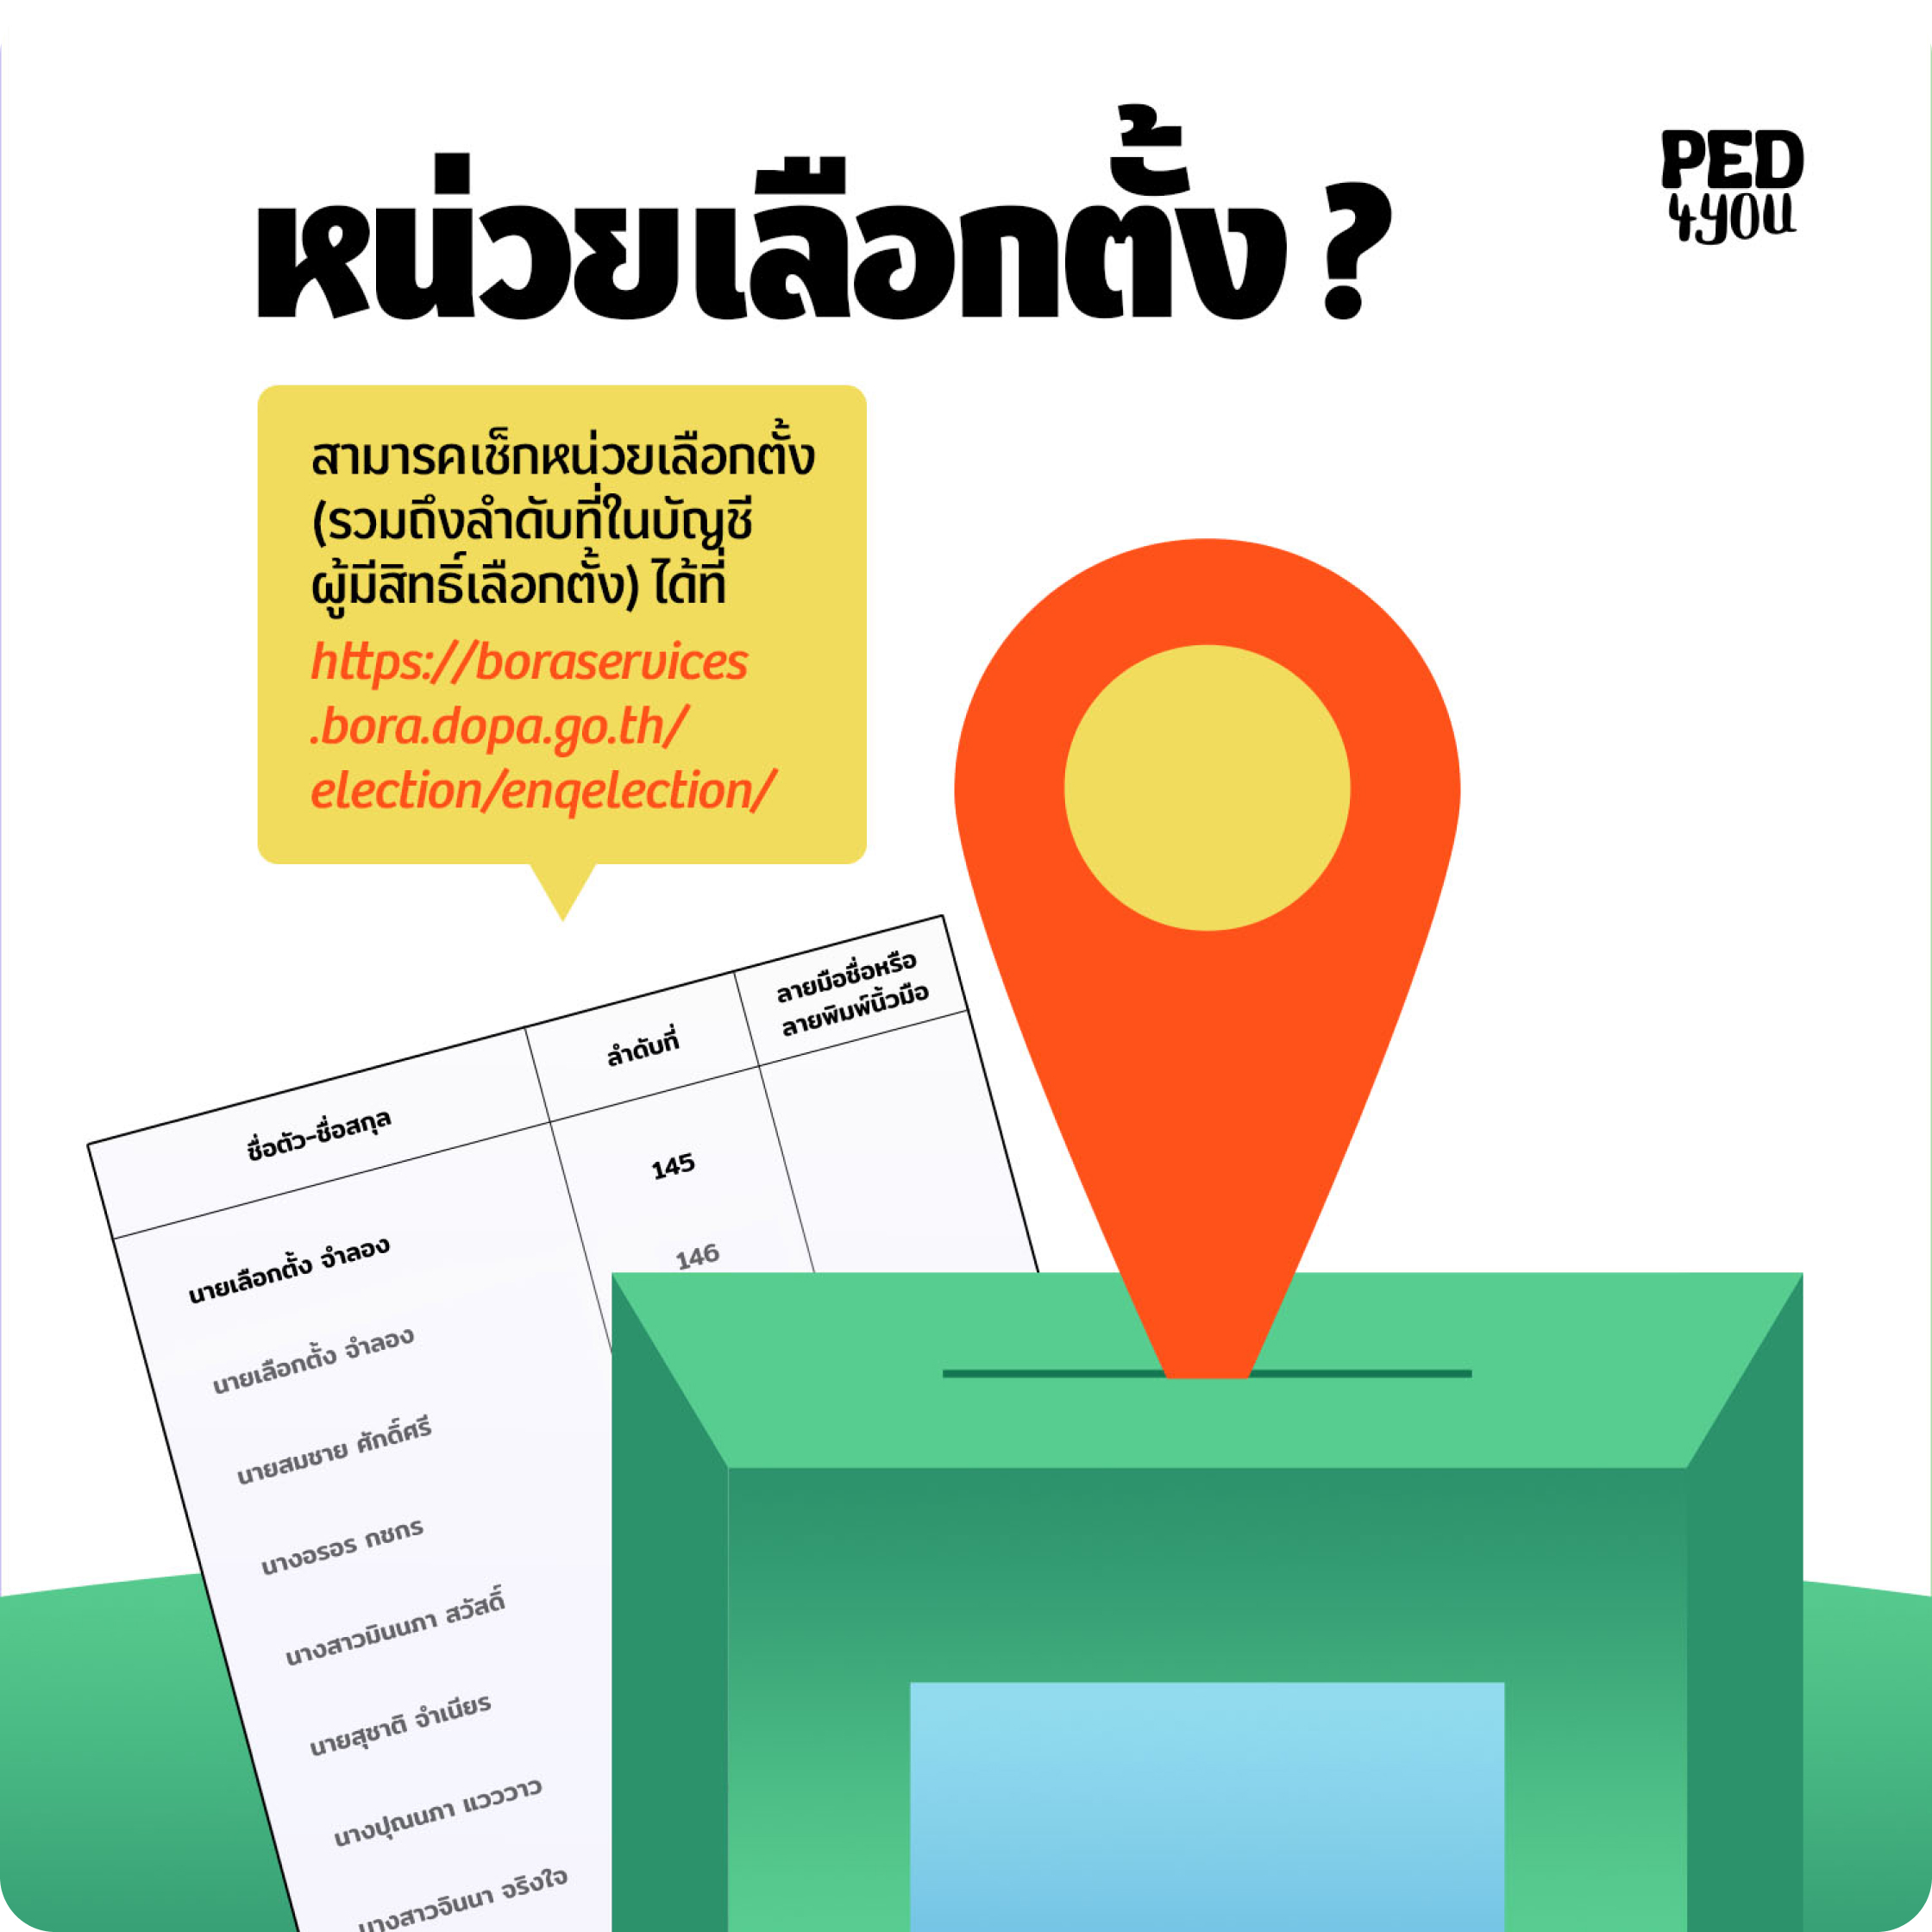 หน่วยเลือกตั้ง ?
PED
4YOU
สามารคเช็กหน่วยเลือกตั้ง
(รวมถึงลำดับที่ในบัญชี
ผู้มีสิทธิ์เลือกตั้ง) ได้ที่
https://boraservices
.bora.dopa.go.th/
election/enqelection/
ชื่อตัว-ชื่อสกุล
ลำดับที่
ลายมือชื่อหรือ
ลายพิมพ์นิ้วมือ
นายเลือกตั้ง จำลอง
145
นายเลือกตั้ง จำลอง
146
นายสมชาย ศักดิ์ศรี
นางอรอร กชกร
นางสาวมินนภา สวัสดิ์
นายสุชาติ จำเนียร
นางปุณนภา แวววาว
นางสาวจินนา จริงใจ